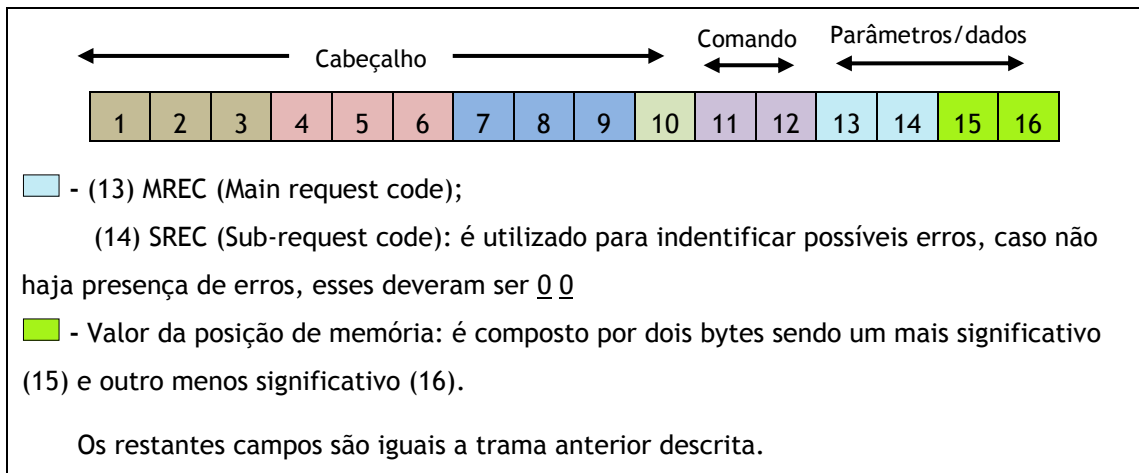 Cabeçalho Comando Parâmetros/dados
1 2 3 4 5 6 7 8 9 10 11 12 13 14 15 16
- (13) MREC (Main request code);
(14) SREC (Sub-request code): é utilizado para indentificar possíveis erros, caso não
haja presença de erros, esses deveram ser 0 0
- Valor da posição de memória: é composto por dois bytes sendo um mais significativo
(15) e outro menos significativo (16).
Os restantes campos são iguais a trama anterior descrita.